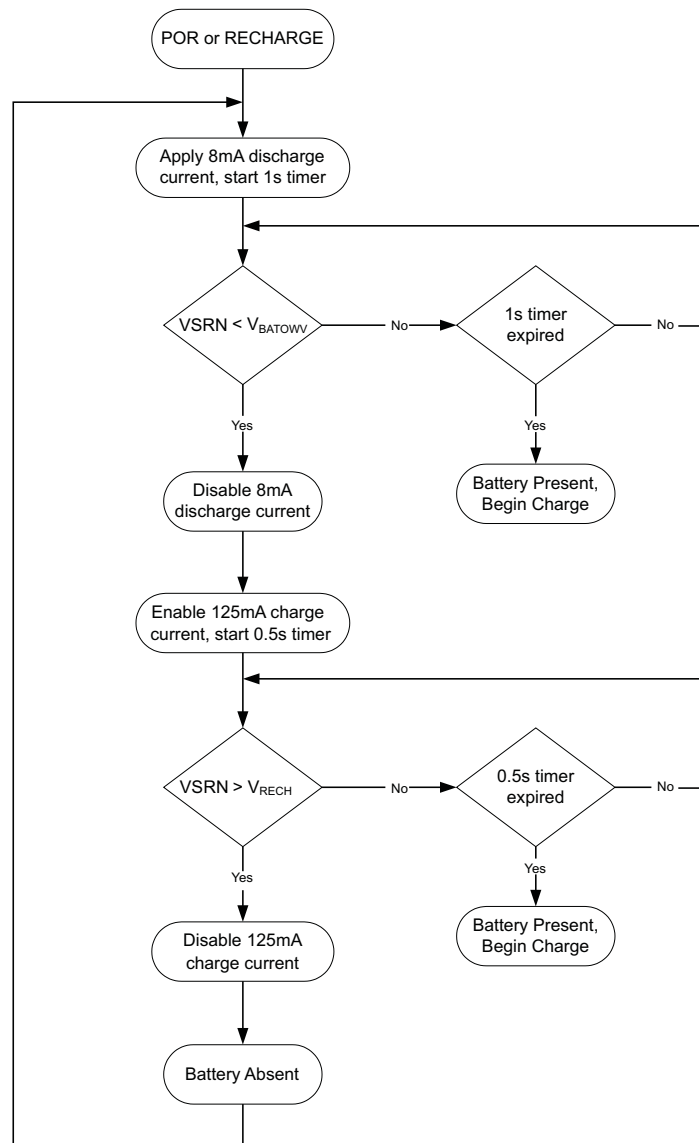 POR or RECHARGE
Apply 8mA discharge
current, start 1s timer
VSRN < VBATOWV
No
1s timer
expired
No
Yes
Yes
Disable 8mA
discharge current
Battery Present,
Begin Charge
Enable 125mA charge
current, start 0.5s timer
VSRN > VRECH
No
0.5s timer
expired
No
Yes
Yes
Disable 125mA
charge current
Battery Present,
Begin Charge
Battery Absent